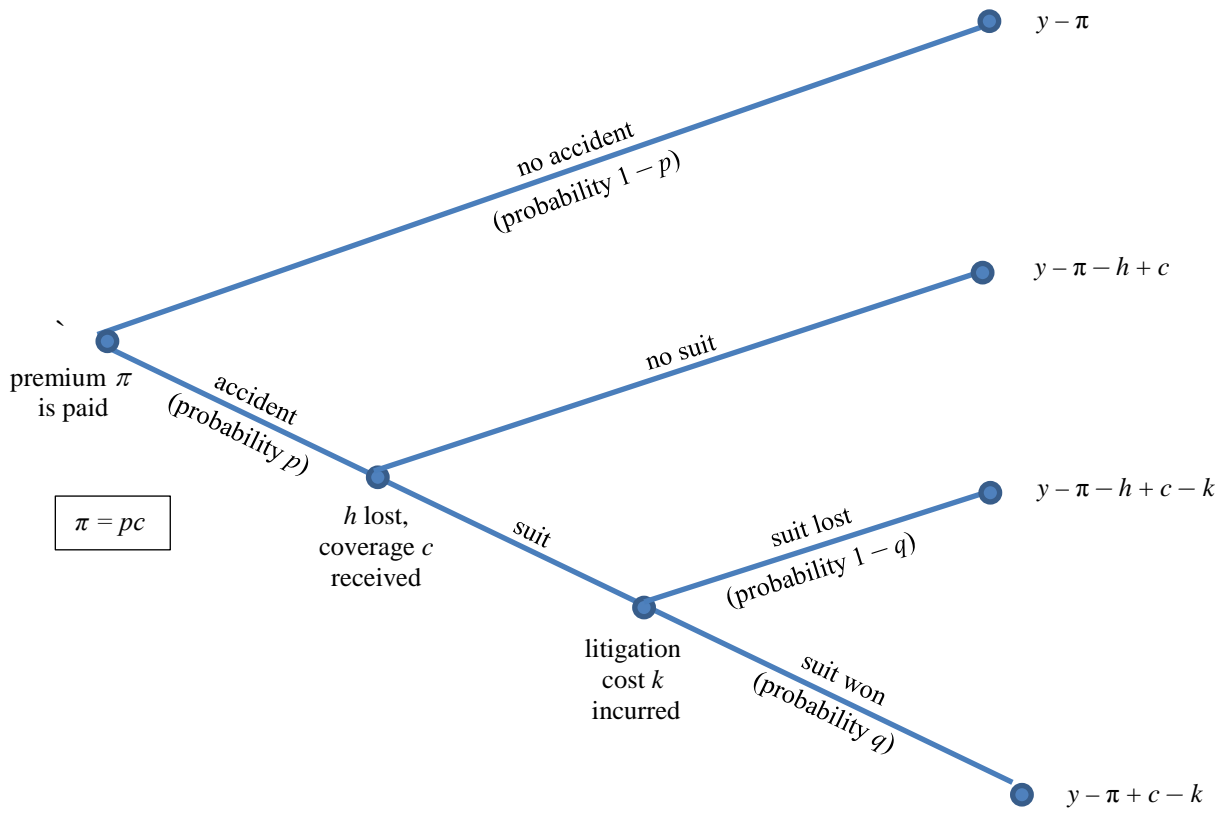 y – π
no accident
(probability 1 − p)
y – π − h + c
no suit
`
premium π
is paid
accident
(probability p)
π = pc
h lost,
coverage c
received
suit
y – π − h + c − k
suit lost
(probability 1 − q)
litigation
cost k
incurred
suit won
(probability q)
y – π + c − k